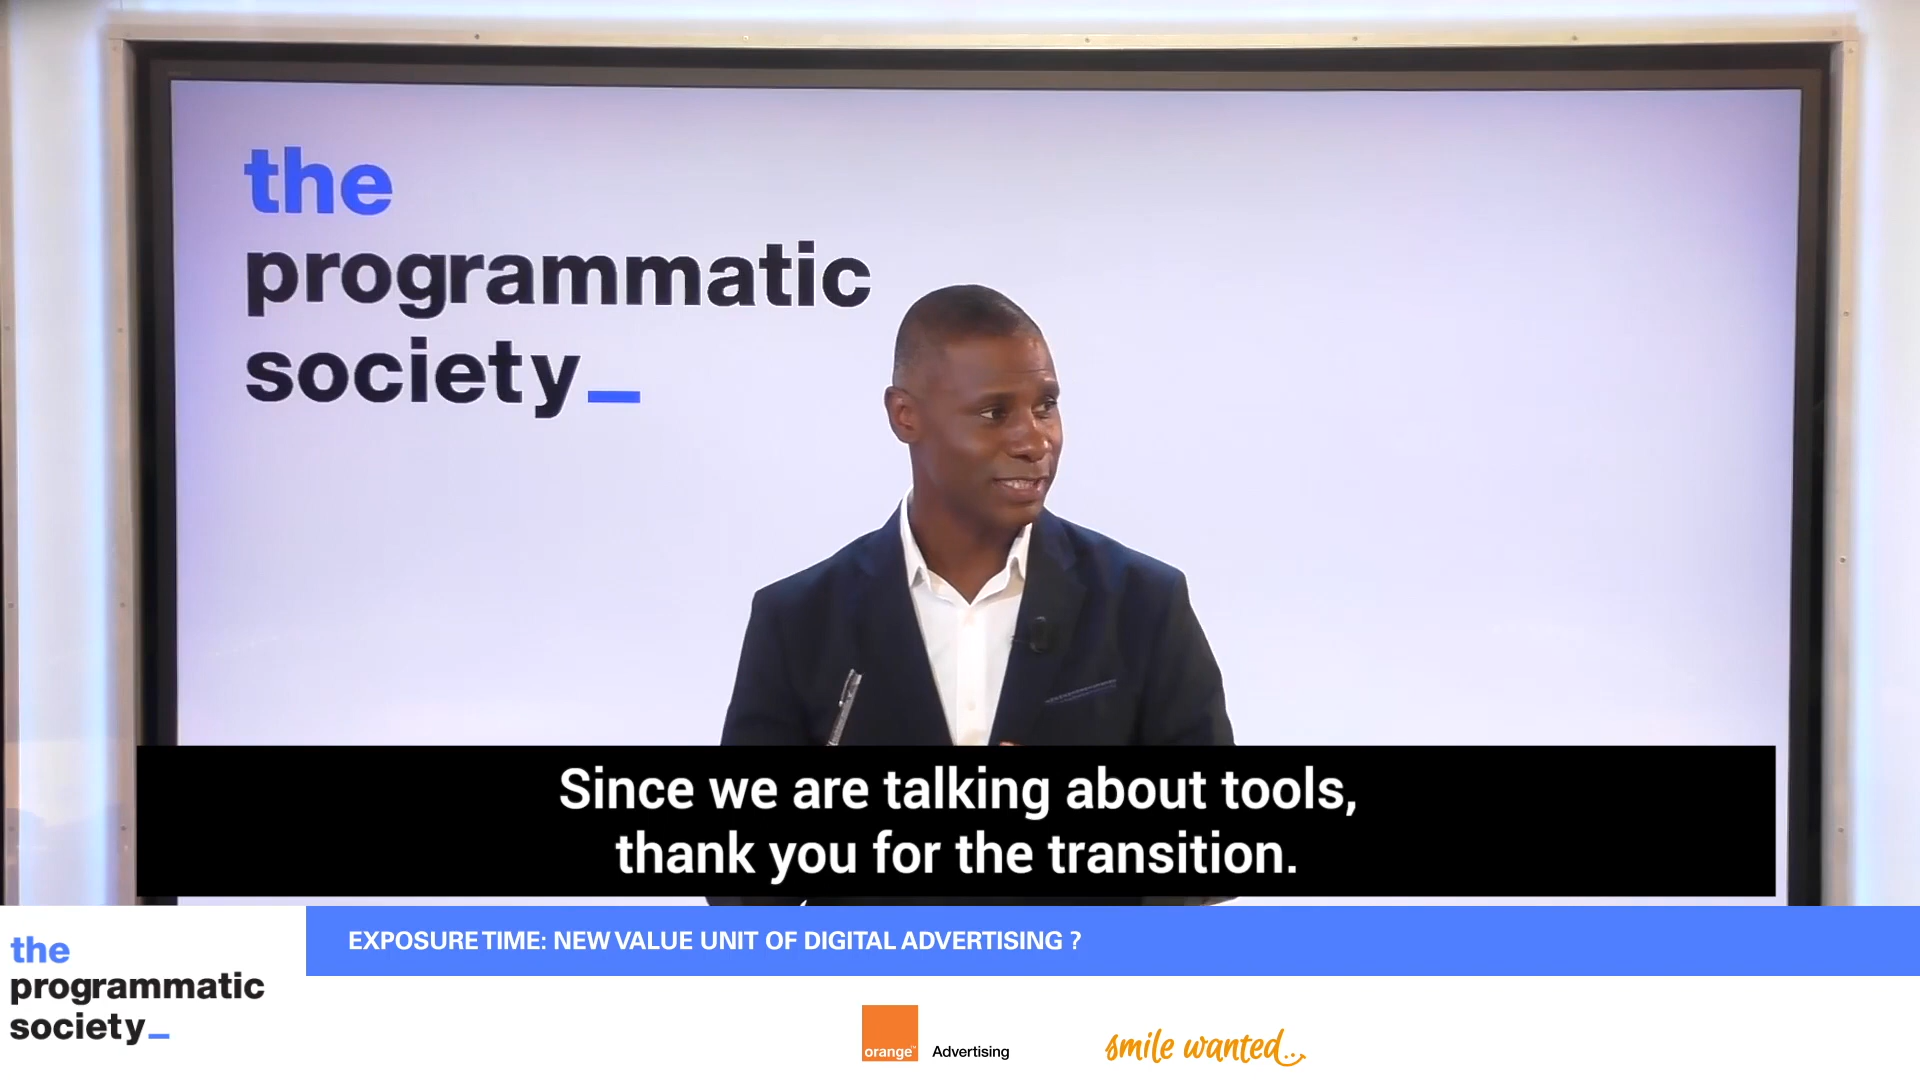 the
programmatic
society_
Since we are talking about tools,
thank you for the transition.
EXPOSURE TIME: NEW VALUE UNIT OF DIGITAL ADVERTISING ?
the
programmatic
society_
orange™
Advertising
smile wanted..